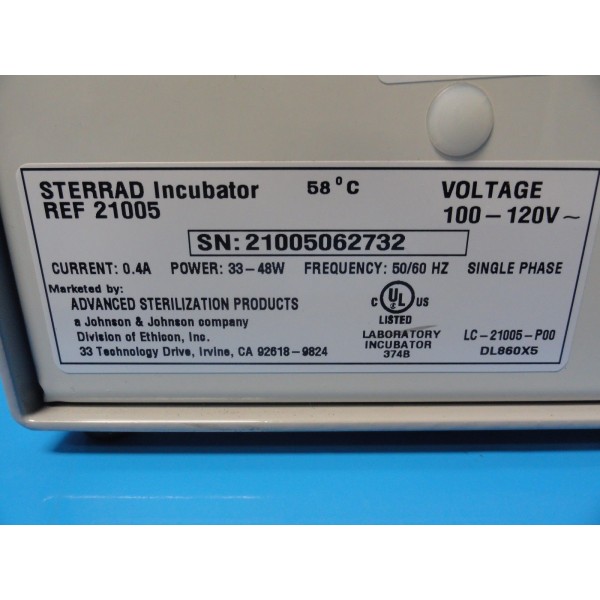 STERRAD Incubator 58°C VOLTAGE
REF 21005 100-120V~
SN: 21005062732
CURRENT: 0.4A POWER: 33-48W FREQUENCY: 50/60 HZ SINGLE PHASE
Marketed by:
ADVANCED STERILIZATION PRODUCTS
a Johnson & Johnson company
Division of Ethicon, Inc.
33 Technology Drive, Irvine, CA 92618-9824
C UL US
LISTED
LABORATORY
INCUBATOR
374B
LC-21005-P00
DL860X5